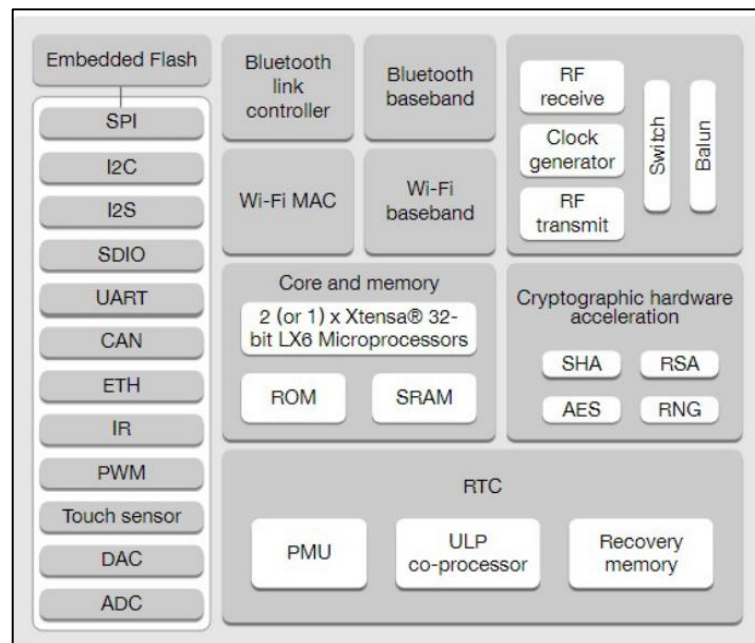 Embedded Flash
SPI
I2C
I2S
SDIO
UART
CAN
ETH
IR
PWM
Touch sensor
DAC
ADC
Bluetooth
link
controller
Bluetooth
baseband
Wi-Fi MAC
Wi-Fi
baseband
RF
receive
Clock
generator
RF
transmit
Switch
Balun
Core and memory
2 (or 1) x Xtensa® 32-
bit LX6 Microprocessors
ROM
SRAM
Cryptographic hardware
acceleration
SHA
RSA
AES
RNG
RTC
PMU
ULP
co-processor
Recovery
memory